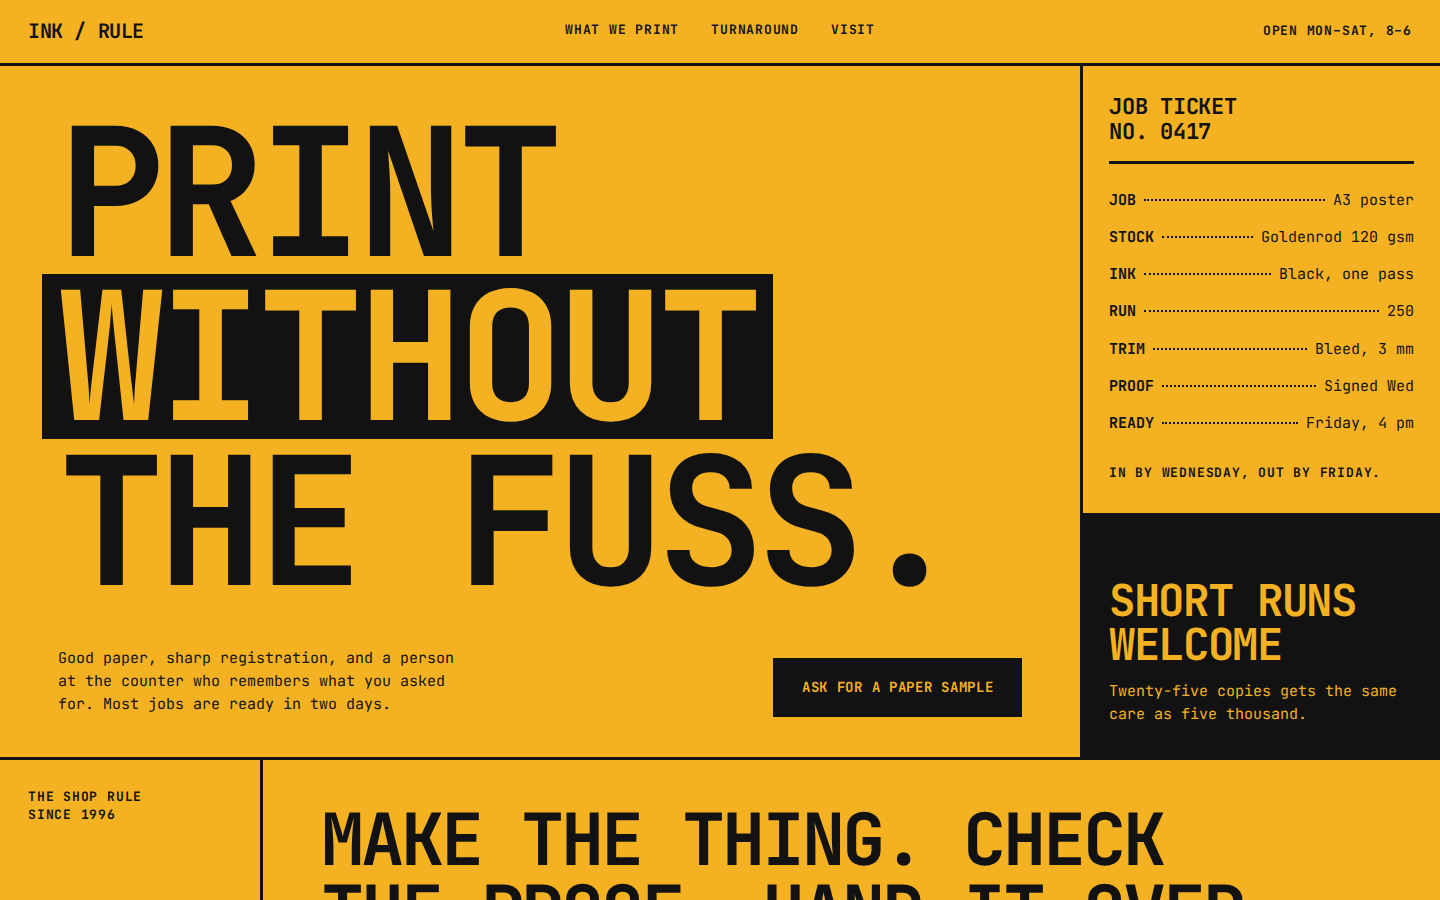 INK / RULE
WHAT WE PRINT
TURNAROUND
VISIT
OPEN MON–SAT, 8–6
PRINT
WITHOUT
THE FUSS.
Good paper, sharp registration, and a person
at the counter who remembers what you asked
for. Most jobs are ready in two days.
ASK FOR A PAPER SAMPLE
JOB TICKET
NO. 0417
JOB A3 poster
STOCK Goldenrod 120 gsm
INK Black, one pass
RUN 250
TRIM Bleed, 3 mm
PROOF Signed Wed
READY Friday, 4 pm
IN BY WEDNESDAY, OUT BY FRIDAY.
SHORT RUNS
WELCOME
Twenty-five copies gets the same
care as five thousand.
THE SHOP RULE
SINCE 1996
MAKE THE THING. CHECK
THE PROOF. HAND IT OVER